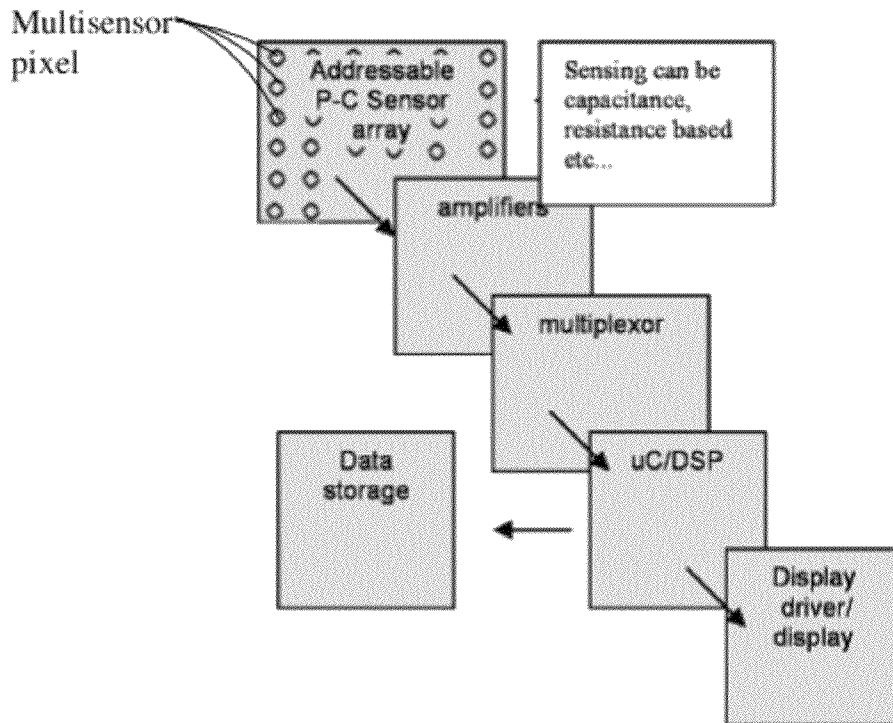 Multisensor
pixel
Addressable
P-C Sensor
array
Sensing can be
capacitance,
resistance based
etc...
amplifiers
multiplexor
uC/DSP
Data
storage
Display
driver/
display